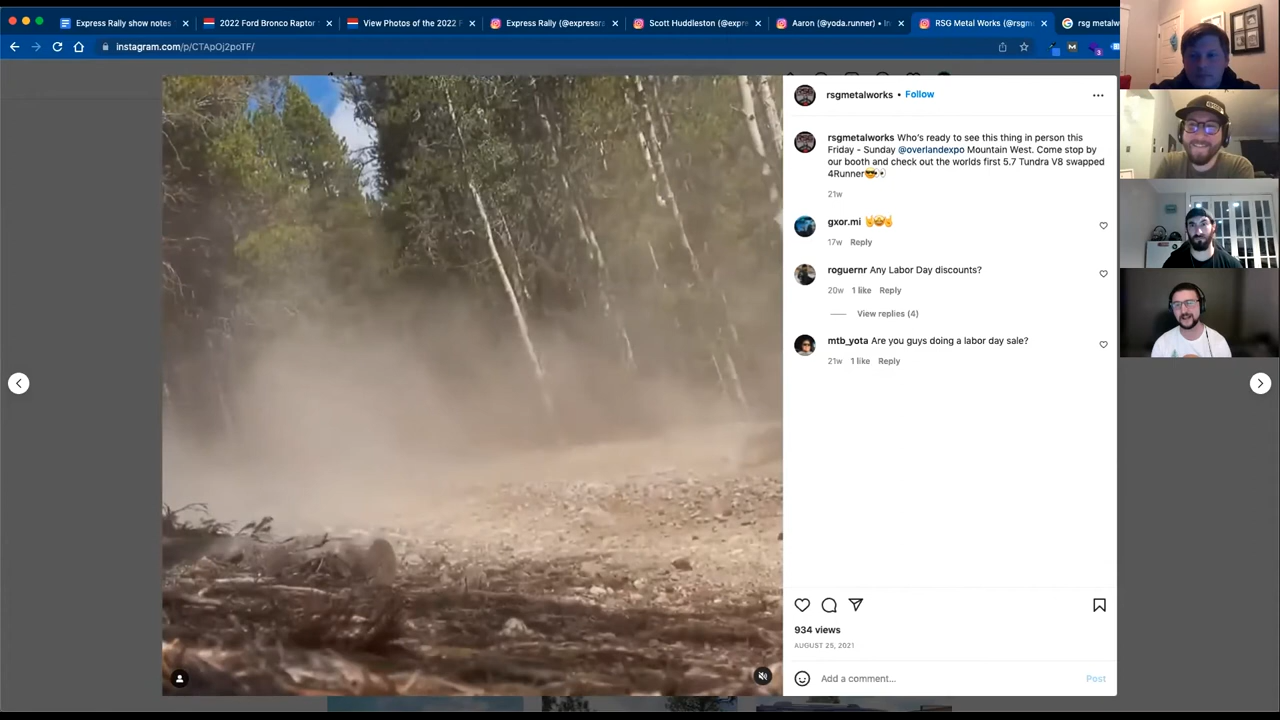 Express Rally show notes
2022 Ford Bronco Raptor
View Photos of the 2022 F
Express Rally (@expressra
Scott Huddleston (@expre
Aaron (@yoda.runner) • In
RSG Metal Works (@rsgm
rsg metalw
instagram.com/p/CTApOj2poTF/
rsgmetalworks • Follow
rsgmetalworks Who's ready to see this thing in person this
Friday - Sunday @overlandexpo Mountain West. Come stop by
our booth and check out the worlds first 5.7 Tundra V8 swapped
4Runner😎👀
21w
gxor.mi 🤘🤩🤘
17w Reply
roguernr Any Labor Day discounts?
20w 1 like Reply
View replies (4)
mtb_yota Are you guys doing a labor day sale?
21w 1 like Reply
934 views
AUGUST 25, 2021
Add a comment...
Post